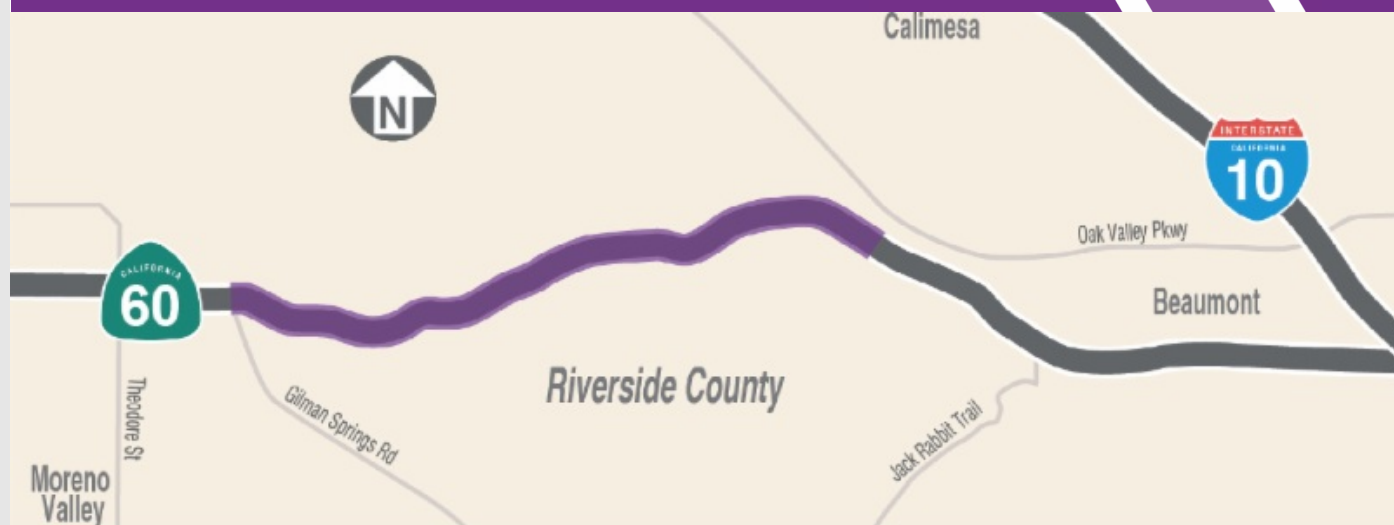 Calimesa
N
INTERSTATE
CALIFORNIA
10
Oak Valley Pkwy
CALIFORNIA
60
Beaumont
Riverside County
Theodore St
Gilman Springs Rd
Jack Rabbit Trail
Moreno
Valley